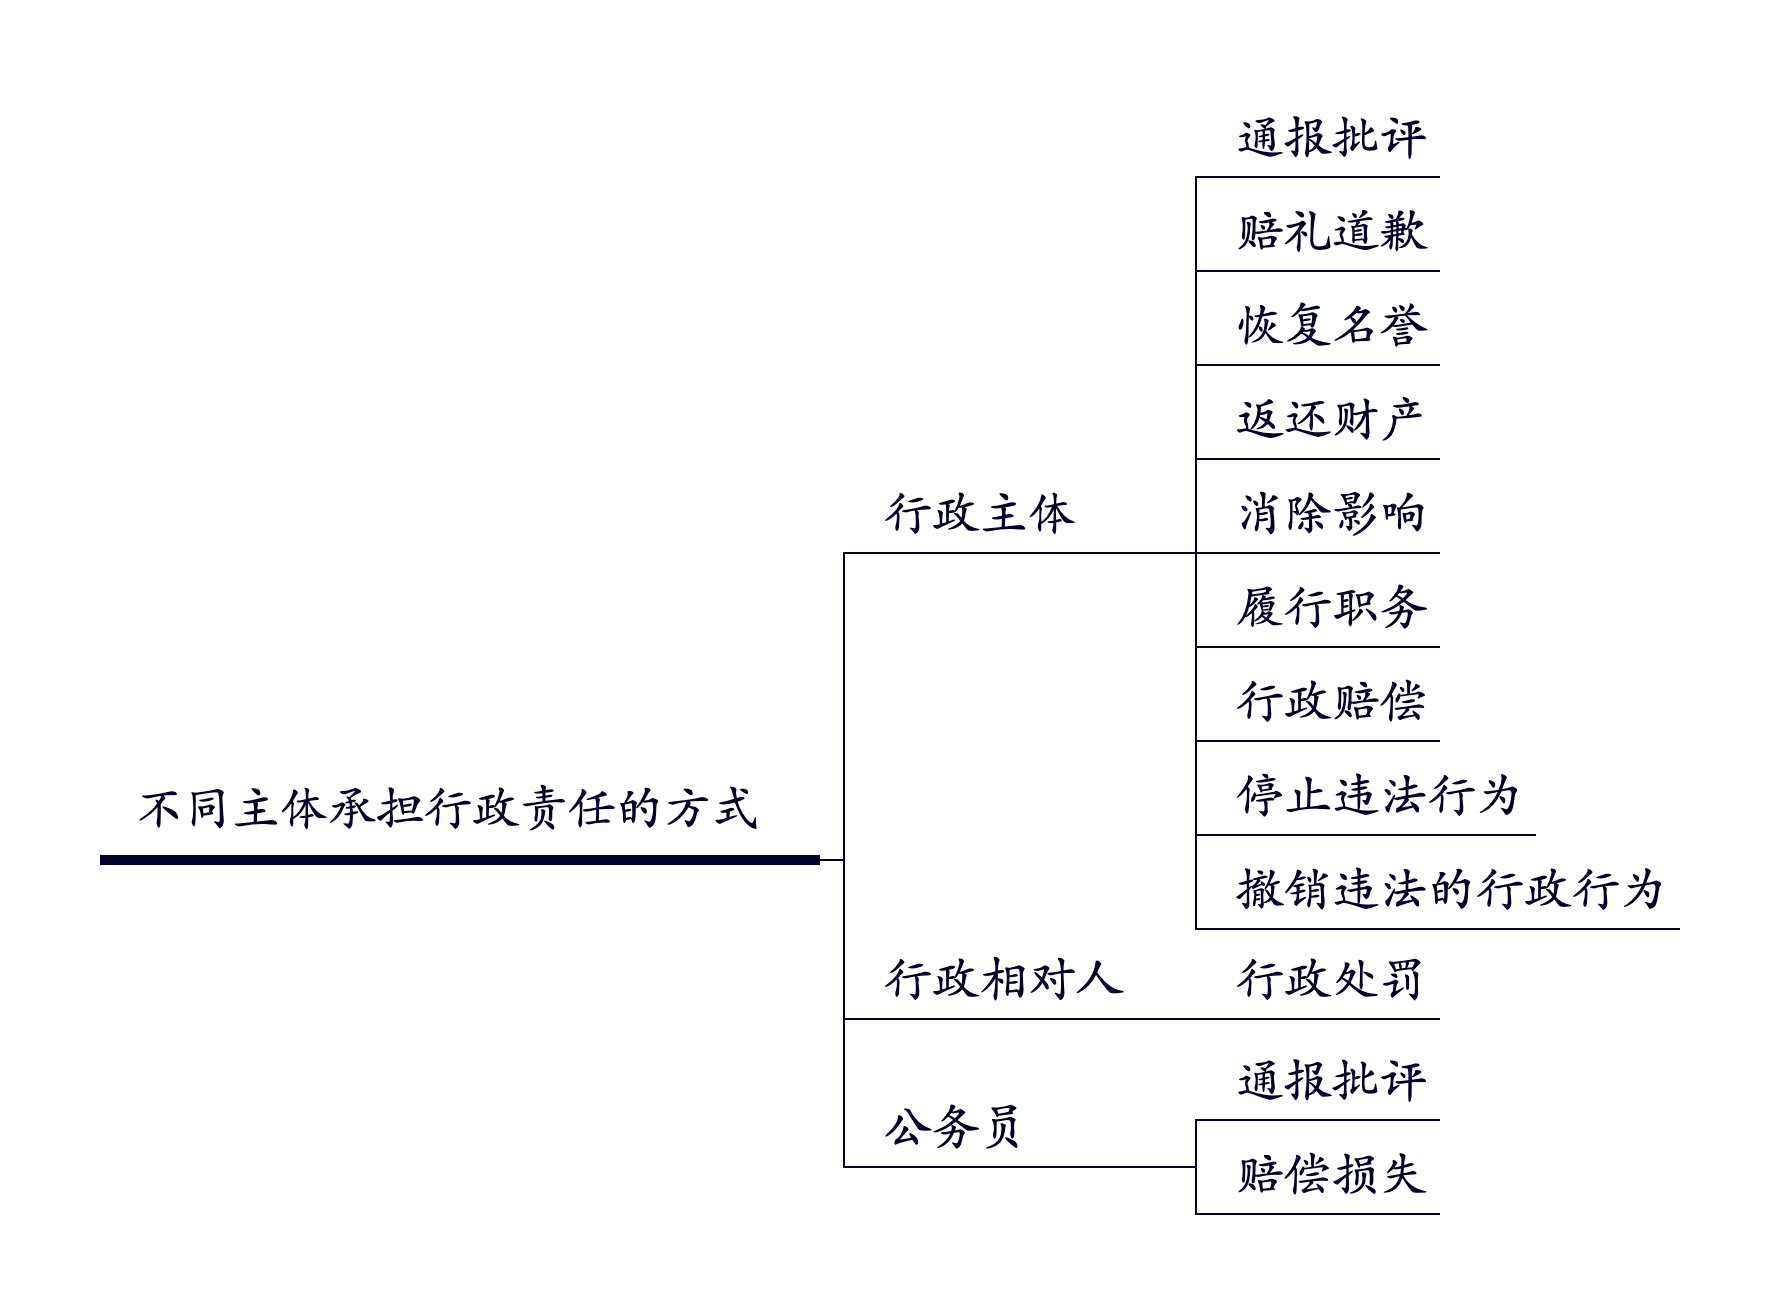 不同主体承担行政责任的方式
行政主体
通报批评
赔礼道歉
恢复名誉
返还财产
消除影响
履行职务
行政赔偿
停止违法行为
撤销违法的行政行为
行政相对人
行政处罚
公务员
通报批评
赔偿损失